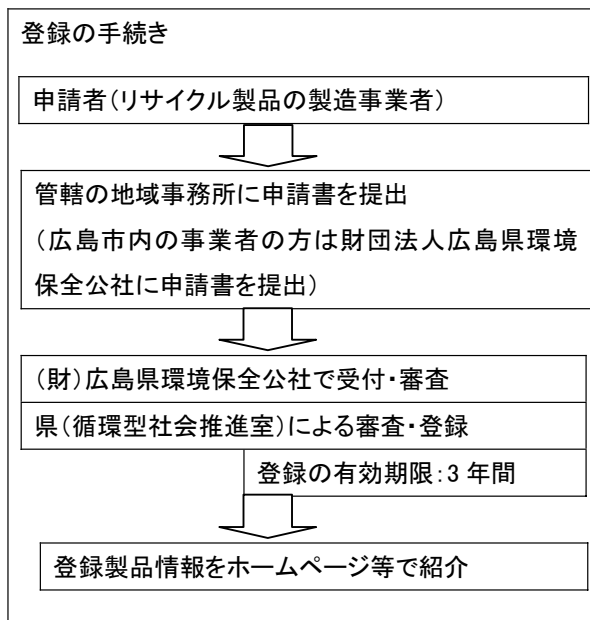 登録の手続き
申請者(リサイクル製品の製造事業者)
管轄の地域事務所に申請書を提出
(広島市内の事業者の方は財団法人広島県環境
保全公社に申請書を提出)
(財)広島県環境保全公社で受付・審査
県(循環型社会推進室)による審査・登録
登録の有効期限:3 年間
登録製品情報をホームページ等で紹介